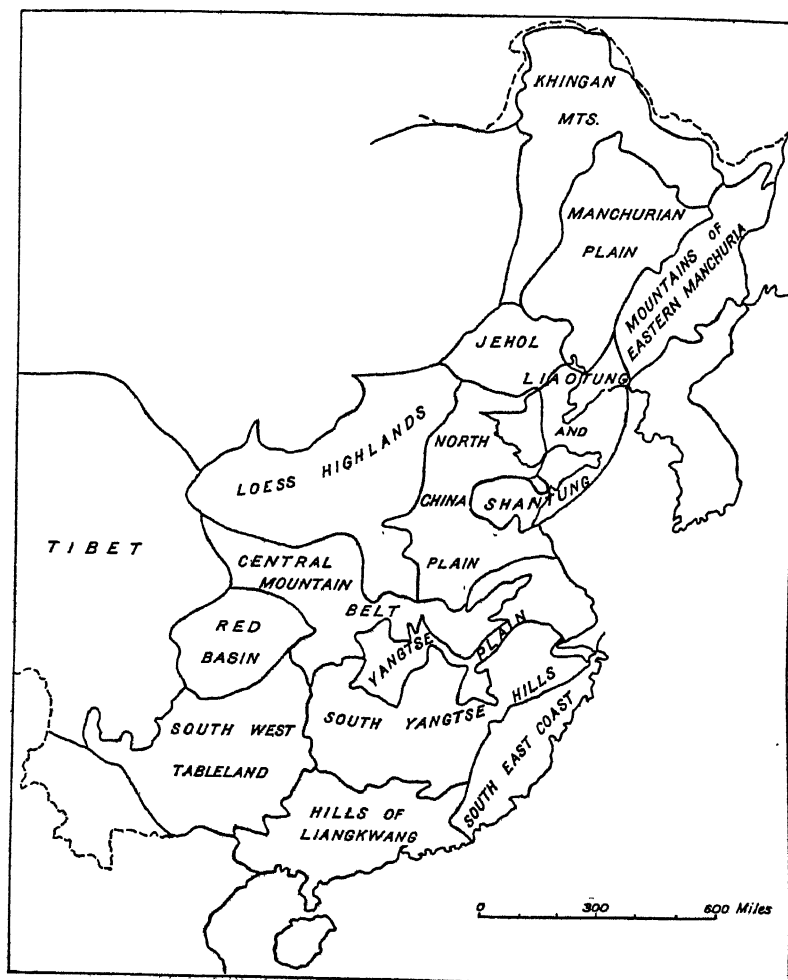 KHINGAN
MTS.
MANCHURIAN
PLAIN
MOUNTAINS OF
EASTERN MANCHURIA
JEHOL
LIAOTUNG
AND
SHANTUNG
LOESS HIGHLANDS
NORTH
CHINA
PLAIN
TIBET
CENTRAL
MOUNTAIN
BELT
RED
BASIN
YANGTSE
PLAIN
SOUTH YANGTSE
HILLS
SOUTH WEST
TABLELAND
SOUTH EAST COAST
HILLS OF
LIANGKWANG
0 300 600 Miles